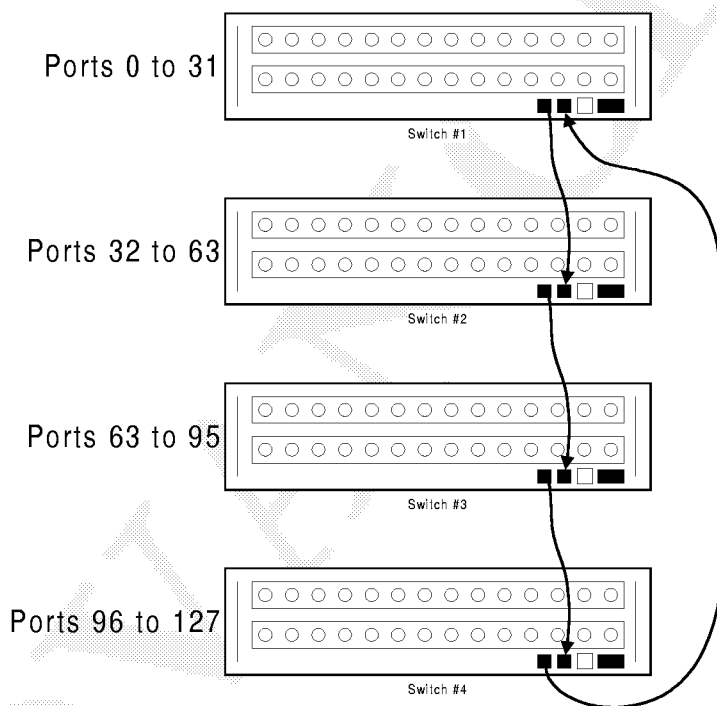 Ports 0 to 31
Switch #1
Ports 32 to 63
Switch #2
Ports 63 to 95
Switch #3
Ports 96 to 127
Switch #4